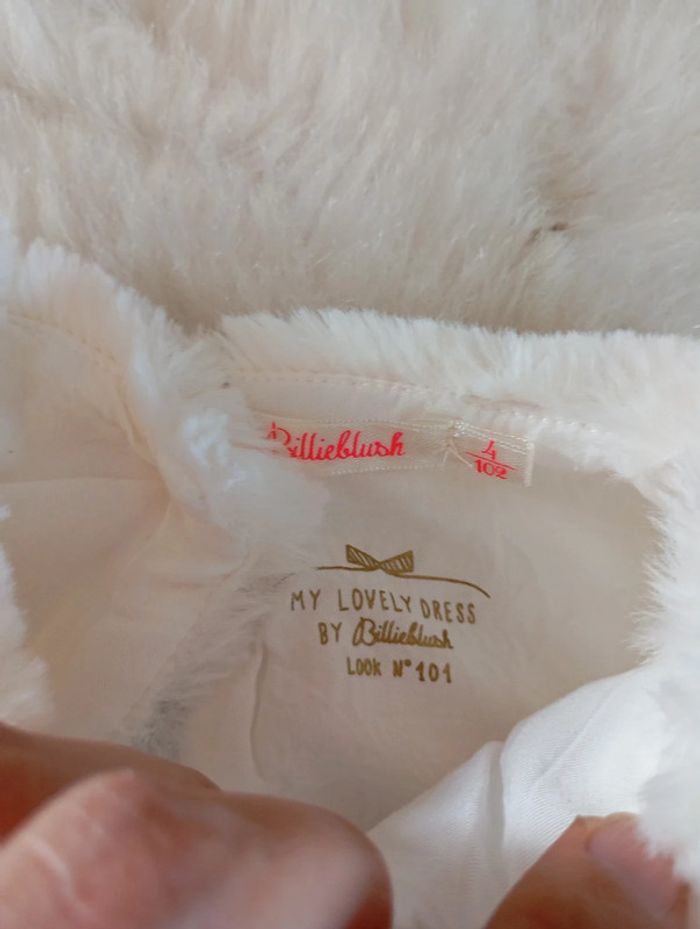 Billieblush
4
102
MY LOVELY DRESS
BY Billieblush
LOOK N° 101